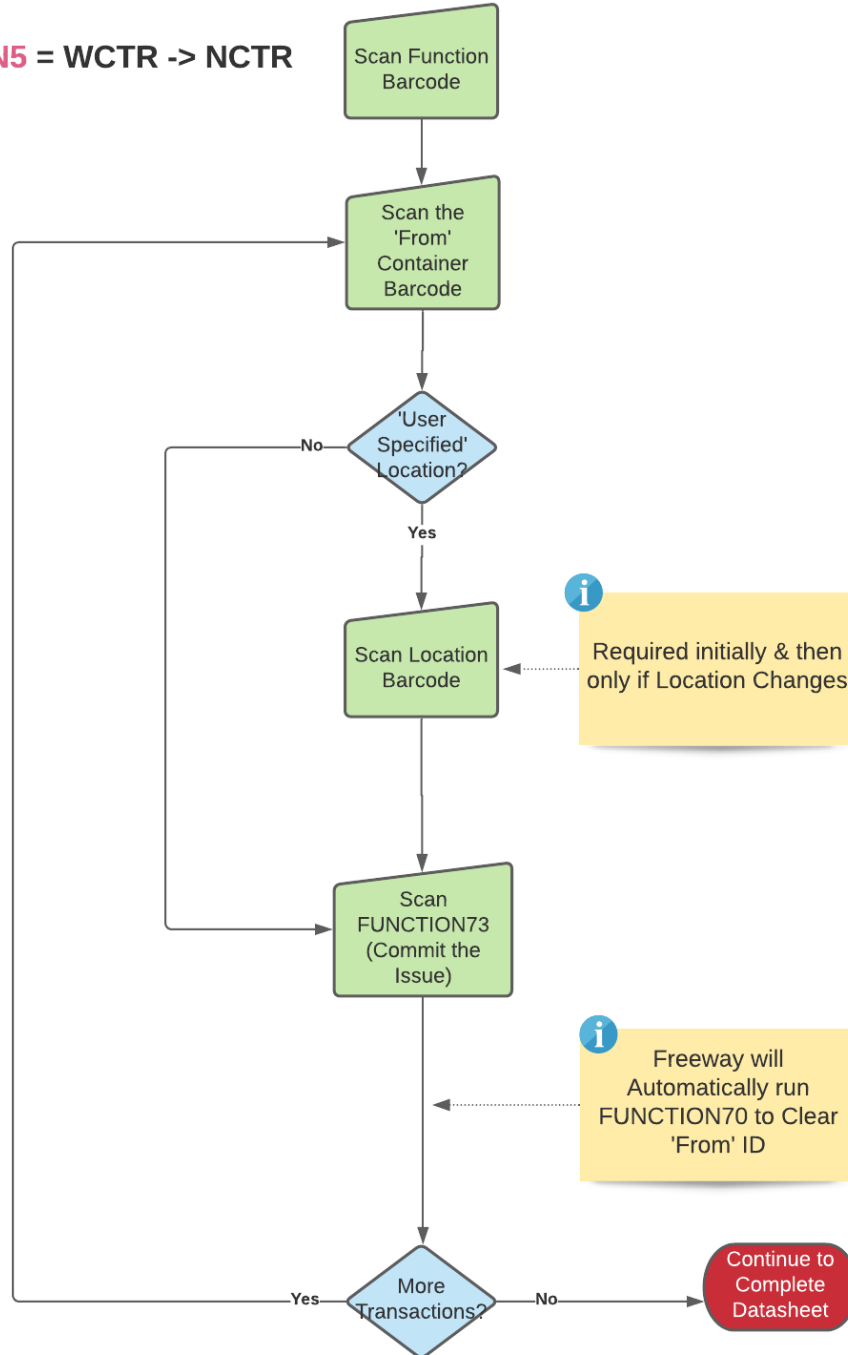 N5 = WCTR -> NCTR
Scan Function
Barcode
Scan the
'From'
Container
Barcode
'User
Specified'
Location?
No
Yes
Scan Location
Barcode
Required initially & then
only if Location Changes
Scan
FUNCTION73
(Commit the
Issue)
Freeway will
Automatically run
FUNCTION70 to Clear
'From' ID
More
Transactions?
Yes
No
Continue to
Complete
Datasheet